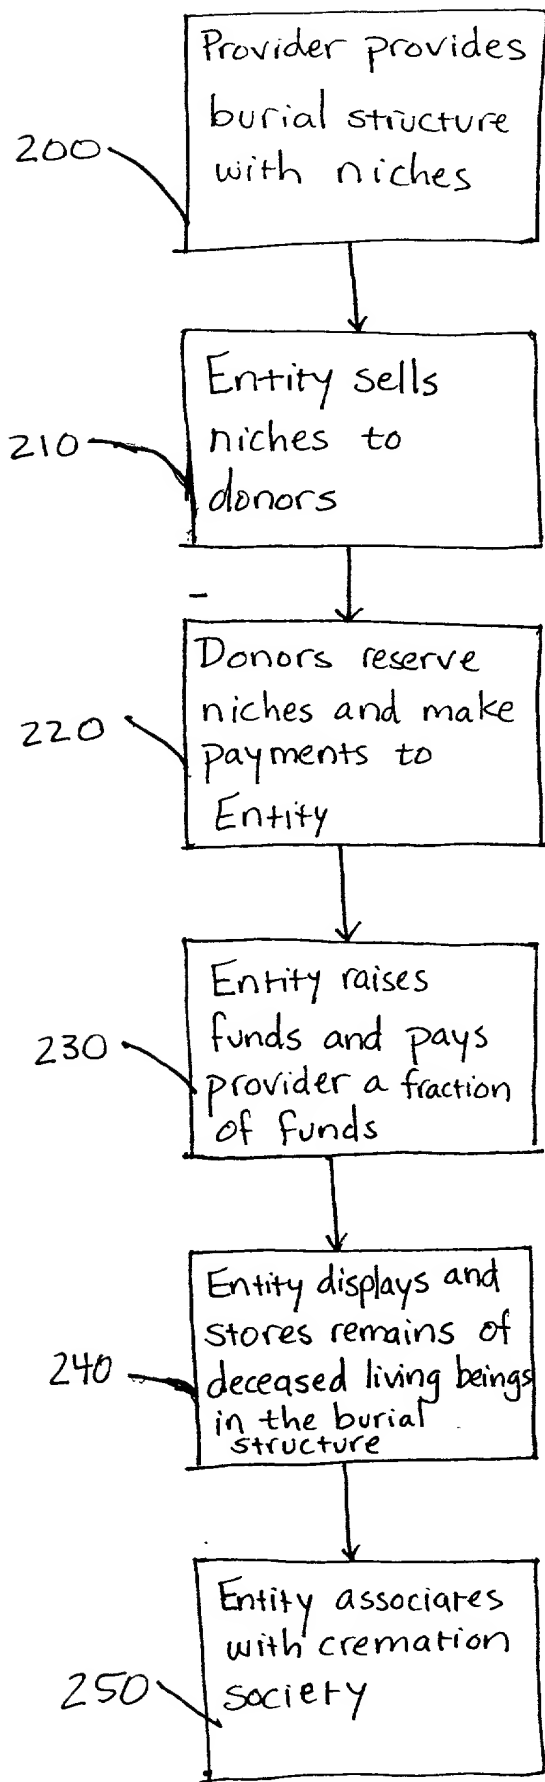 Provider provides
burial structure
with niches
200
Entity sells
niches to
donors
210
Donors reserve
niches and make
payments to
Entity
220
Entity raises
funds and pays
provider a fraction
of funds
230
Entity displays and
stores remains of
deceased living beings
in the burial
structure
240
Entity associates
with cremation
society
250